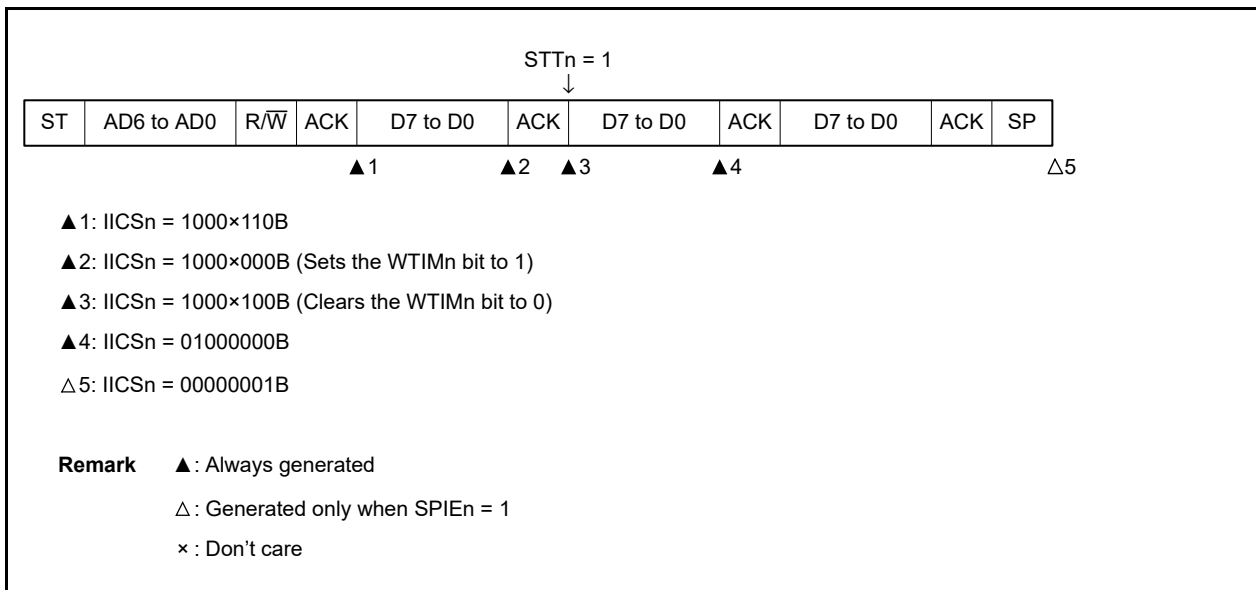 STTn = 1
↓
ST AD6 to AD0 R/W̅ ACK D7 to D0 ACK D7 to D0 ACK D7 to D0 ACK SP
▲1 ▲2 ▲3 ▲4 △5
▲1: IICSn = 1000×110B
▲2: IICSn = 1000×000B (Sets the WTIMn bit to 1)
▲3: IICSn = 1000×100B (Clears the WTIMn bit to 0)
▲4: IICSn = 01000000B
△5: IICSn = 00000001B
Remark ▲: Always generated
△: Generated only when SPIEn = 1
×: Don't care